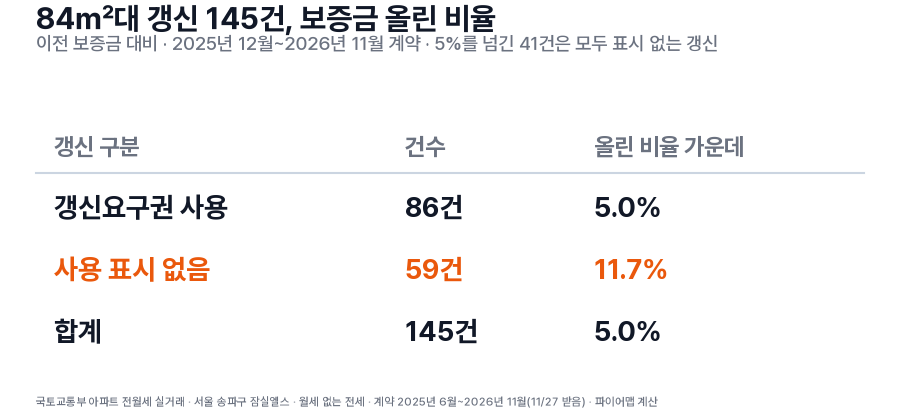 84m²대 갱신 145건, 보증금 올린 비율
이전 보증금 대비 · 2025년 12월~2026년 11월 계약 · 5%를 넘긴 41건은 모두 표시 없는 갱신
갱신 구분 건수 올린 비율 가운데
갱신요구권 사용 86건 5.0%
사용 표시 없음 59건 11.7%
합계 145건 5.0%
국토교통부 아파트 전월세 실거래 · 서울 송파구 잠실엘스 · 월세 없는 전세 · 계약 2025년 6월~2026년 11월(11/27 받음) · 파이어맵 계산